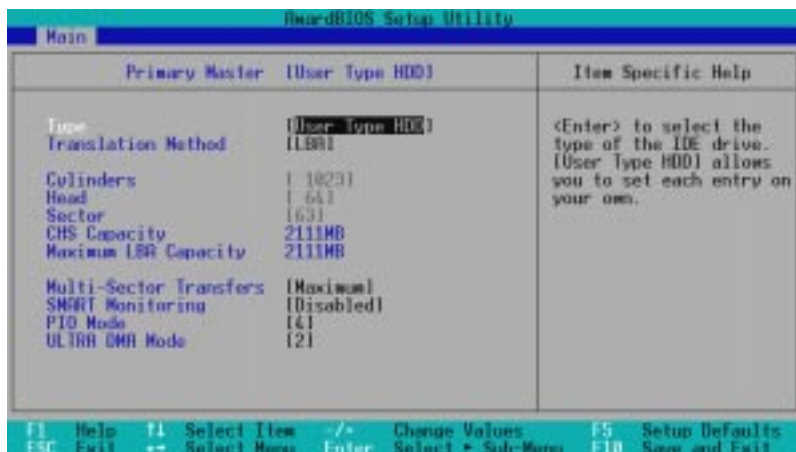 AwardBIOS Setup Utility
Main
Primary Master [User Type HDD]
Item Specific Help
Type [User Type HDD]
Translation Method [LBA]
Cylinders [ 1023]
Head [ 64]
Sector [63]
CHS Capacity 2111MB
Maximum LBA Capacity 2111MB
Multi-Sector Transfers [Maximum]
SMART Monitoring [Disabled]
PIO Mode [4]
ULTRA DMA Mode [2]
<Enter> to select the
type of the IDE drive.
[User Type HDD] allows
you to set each entry on
your own.
F1 Help ↑↓ Select Item -/+ Change Values F5 Setup Defaults
ESC Exit ←→ Select Menu Enter Select ► Sub-Menu F10 Save and Exit